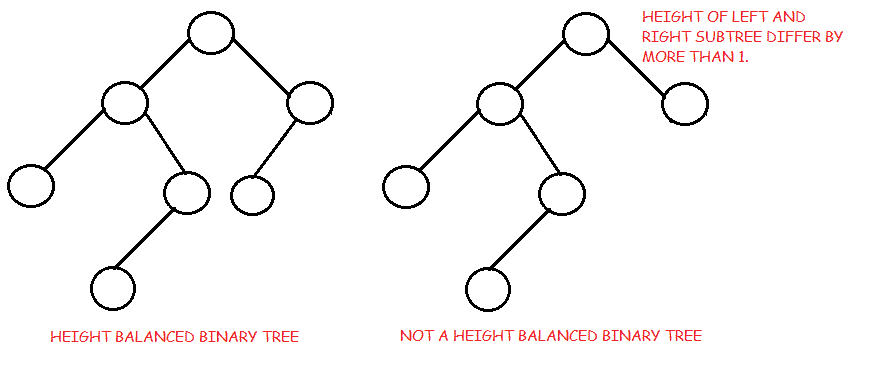 HEIGHT OF LEFT AND
RIGHT SUBTREE DIFFER BY
MORE THAN 1.
HEIGHT BALANCED BINARY TREE
NOT A HEIGHT BALANCED BINARY TREE